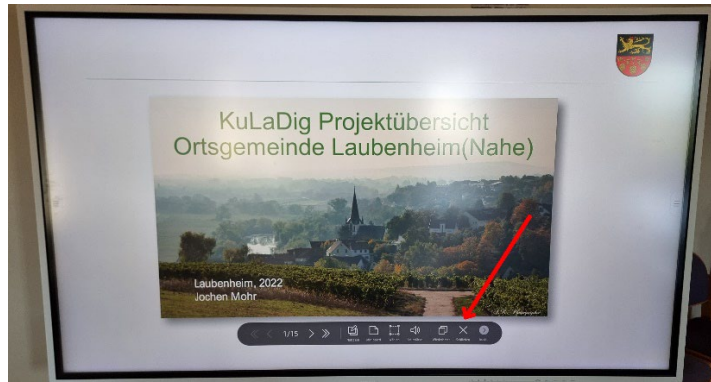 KuLaDig Projektübersicht
Ortsgemeinde Laubenheim(Nahe)
Laubenheim, 2022
Jochen Mohr
1/15